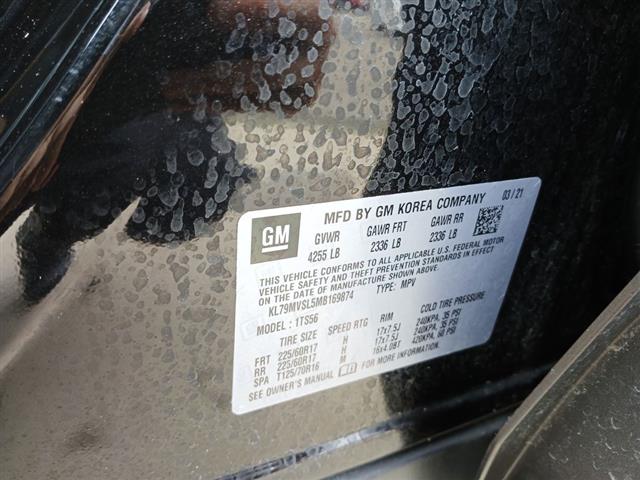 GM
MFD BY GM KOREA COMPANY 03/21
GVWR GAWR FRT GAWR RR
4255 LB 2336 LB 2336 LB
THIS VEHICLE CONFORMS TO ALL APPLICABLE U.S. FEDERAL MOTOR
VEHICLE SAFETY AND THEFT PREVENTION STANDARDS IN EFFECT
ON THE DATE OF MANUFACTURE SHOWN ABOVE.
KL79MVSL5MB169874 TYPE: MPV
MODEL: 1TS56
TIRE SIZE SPEED RTG RIM COLD TIRE PRESSURE
FRT 225/60R17 H 17x7.5J 240KPA, 35 PSI
RR 225/60R17 H 17x7.5J 240KPA, 35 PSI
SPA T125/70R16 M 16x4.0BT 420KPA, 60 PSI
SEE OWNER'S MANUAL